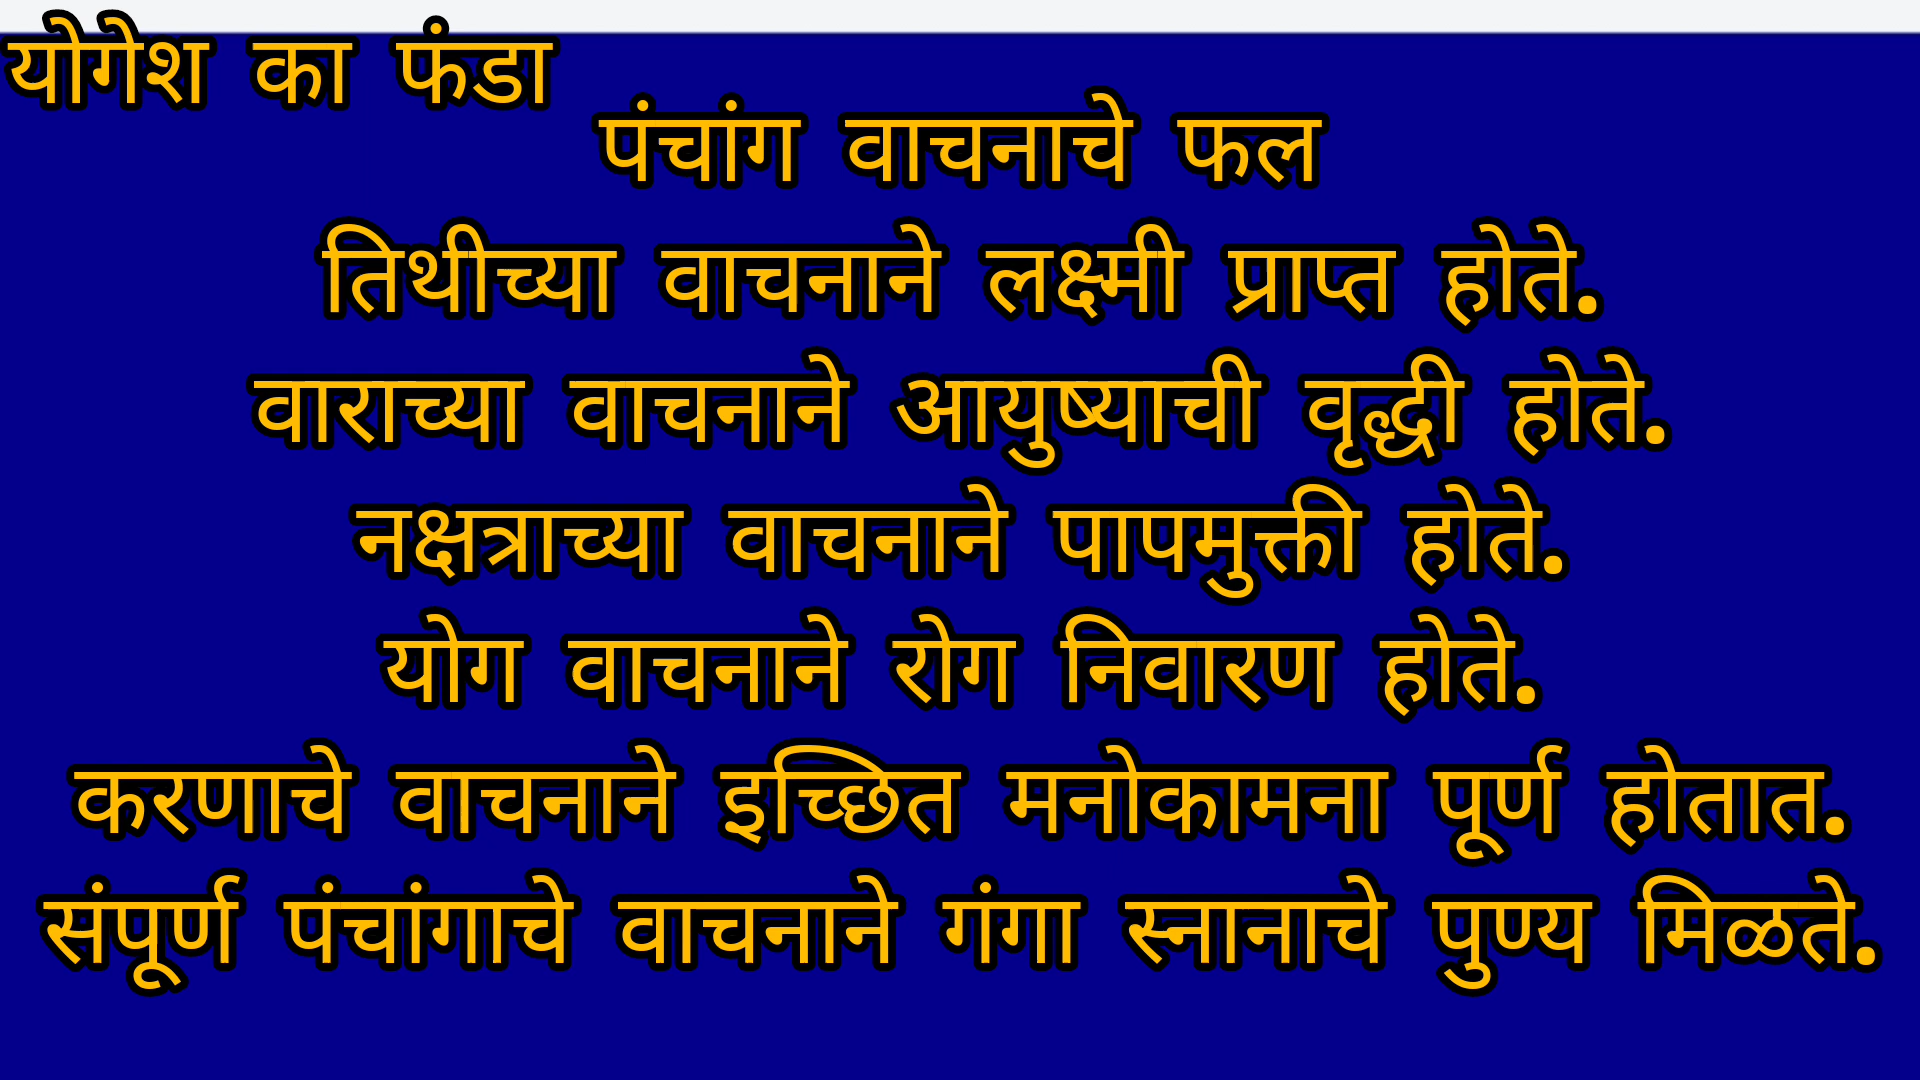 योगेश का फंडा
पंचांग वाचनाचे फल
तिथीच्या वाचनाने लक्ष्मी प्राप्त होते.
वाराच्या वाचनाने आयुष्याची वृद्धी होते.
नक्षत्राच्या वाचनाने पापमुक्ती होते.
योग वाचनाने रोग निवारण होते.
करणाचे वाचनाने इच्छित मनोकामना पूर्ण होतात.
संपूर्ण पंचांगाचे वाचनाने गंगा स्नानाचे पुण्य मिळते.